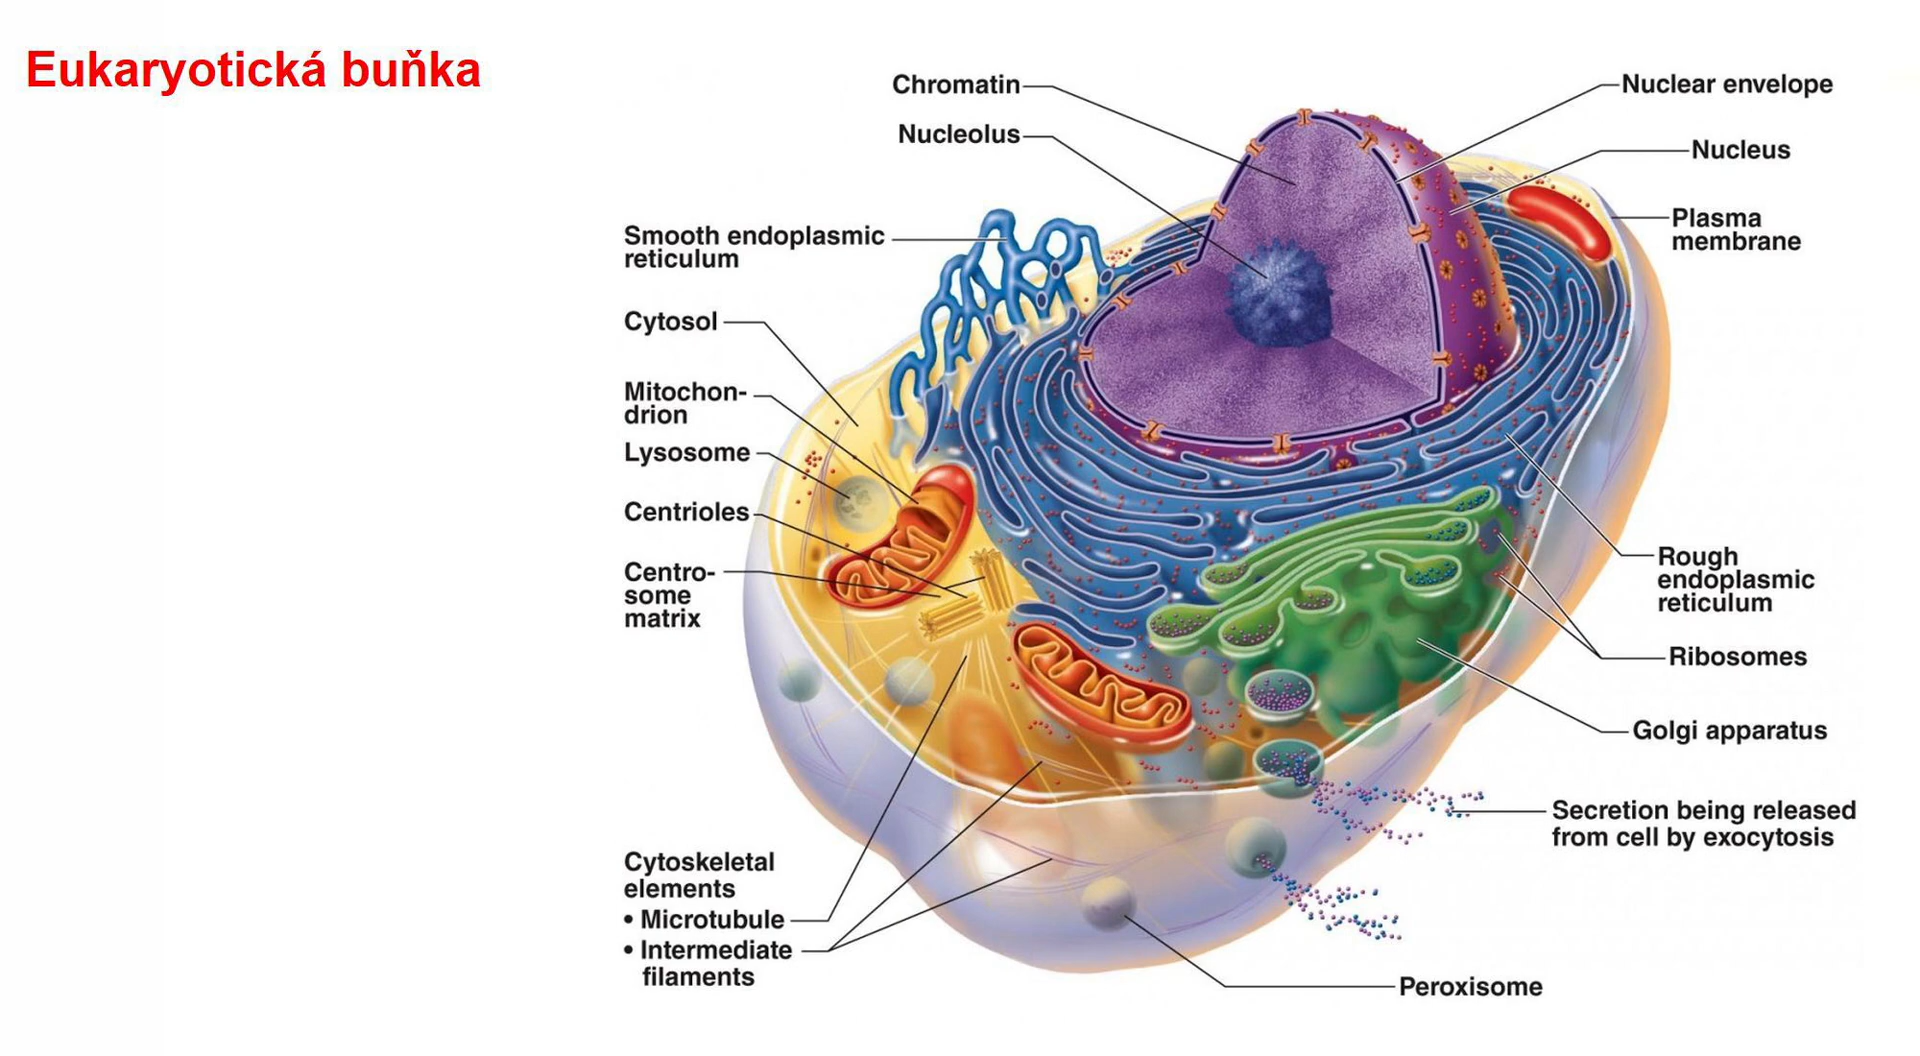 Eukaryotická buňka
Chromatin
Nucleolus
Smooth endoplasmic
reticulum
Cytosol
Mitochon-
drion
Lysosome
Centrioles
Centro-
some
matrix
Cytoskeletal
elements
• Microtubule
• Intermediate
filaments
Nuclear envelope
Nucleus
Plasma
membrane
Rough
endoplasmic
reticulum
Ribosomes
Golgi apparatus
Secretion being released
from cell by exocytosis
Peroxisome